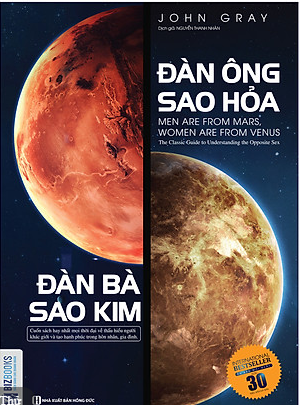 JOHN GRAY
Dịch giả: NGUYỄN THÀNH NHÂN
ĐÀN ÔNG
SAO HỎA
MEN ARE FROM MARS,
WOMEN ARE FROM VENUS
The Classic Guide to Understanding the Opposite Sex
ĐÀN BÀ
SAO KIM
Cuốn sách hay nhất mọi thời đại về thấu hiểu người
khác giới và tạo hạnh phúc trong hôn nhân, gia đình.
INTERNATIONAL
BESTSELLER
30
BIZBOOKS
NHÀ XUẤT BẢN HỒNG ĐỨC
Thư